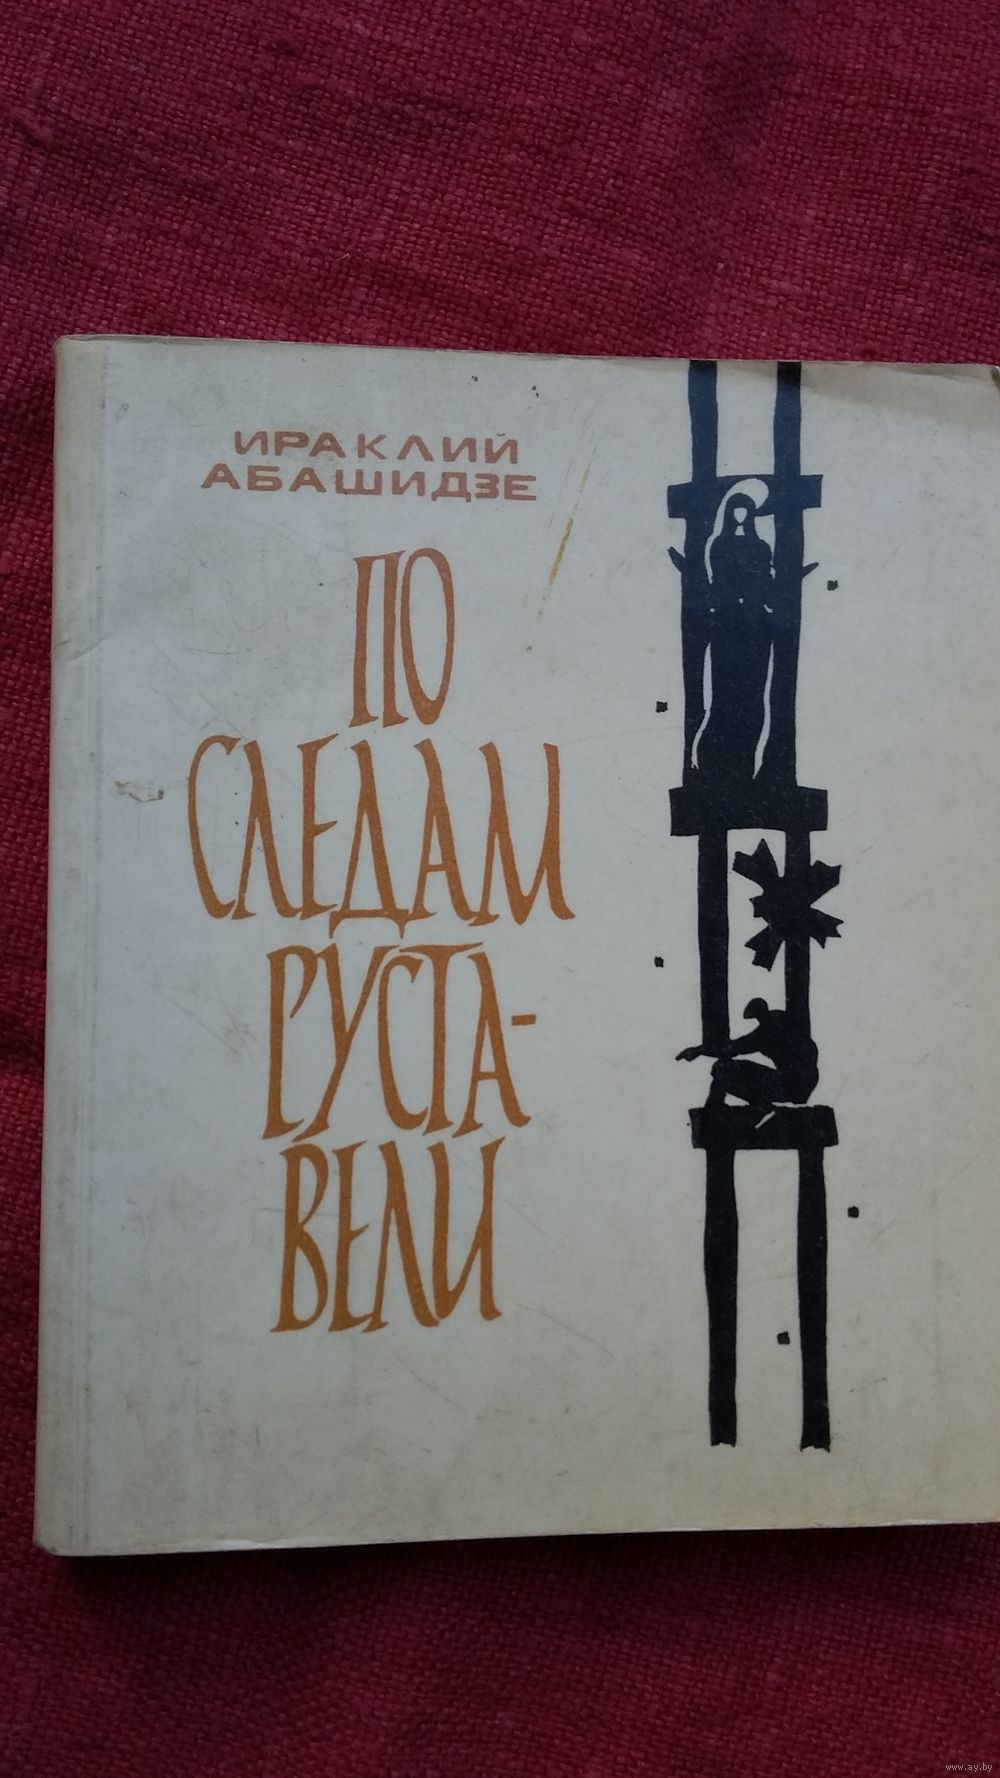 ИРАКЛИЙ
АБАШИДЗЕ
ПО
СЛЕДАМ
РУСТА-
ВЕЛИ
www.ay.by